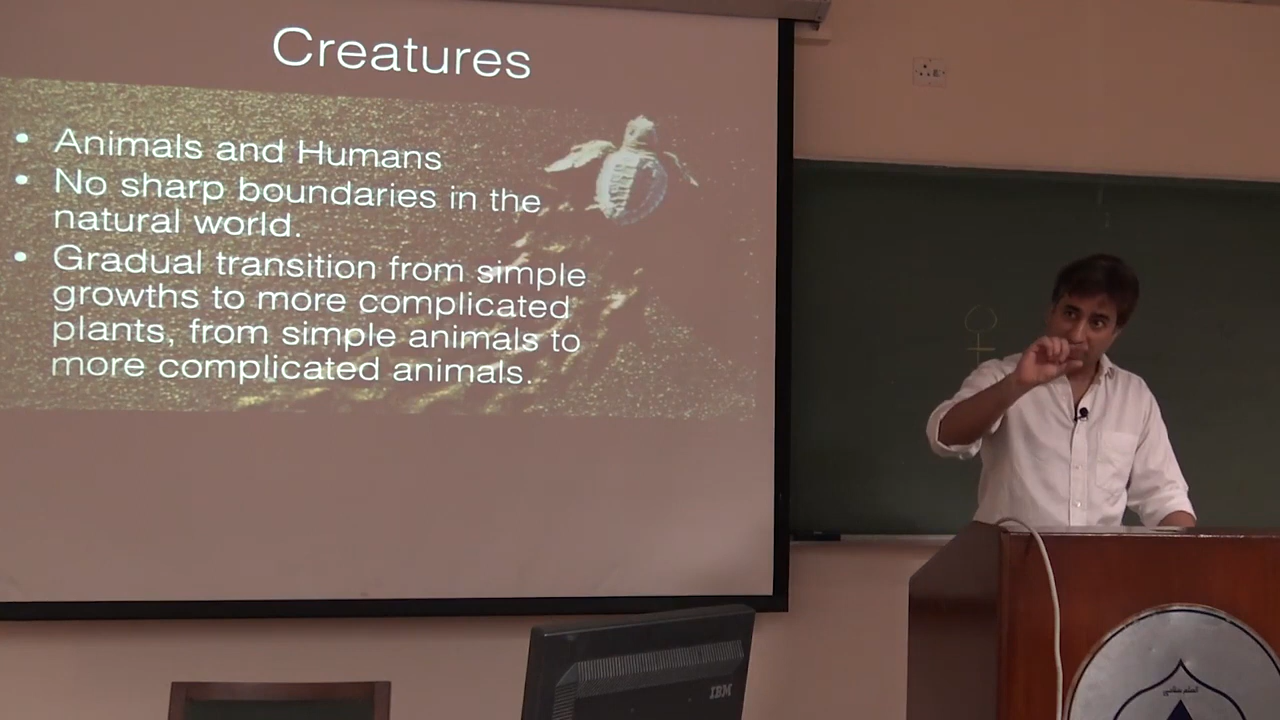 Creatures
• Animals and Humans
• No sharp boundaries in the
natural world.
• Gradual transition from simple
growths to more complicated
plants, from simple animals to
more complicated animals.
IBM